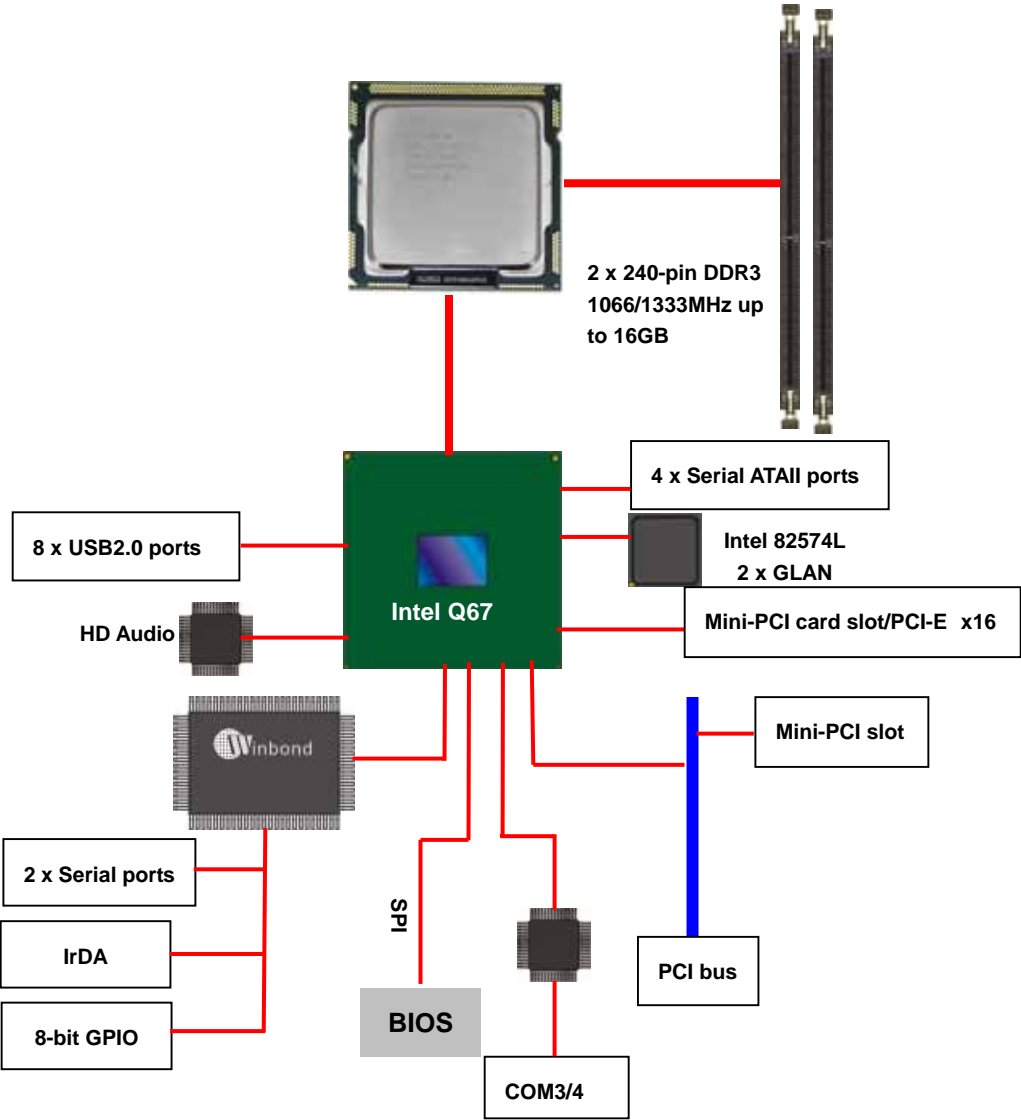 2 x 240-pin DDR3
1066/1333MHz up
to 16GB
4 x Serial ATAII ports
8 x USB2.0 ports
Intel 82574L
2 x GLAN
Intel Q67
HD Audio
Mini-PCI card slot/PCI-E x16
Winbond
Mini-PCI slot
2 x Serial ports
SPI
IrDA
PCI bus
8-bit GPIO
BIOS
COM3/4